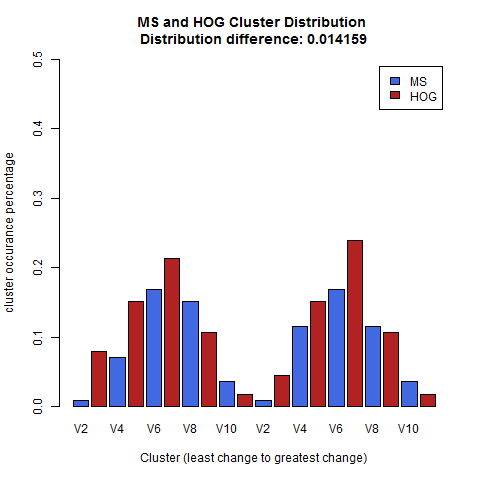 MS and HOG Cluster Distribution
Distribution difference: 0.014159
MS
HOG
cluster occurance percentage
0.5
0.4
0.3
0.2
0.1
0.0
V2 V4 V6 V8 V10 V2 V4 V6 V8 V10
Cluster (least change to greatest change)